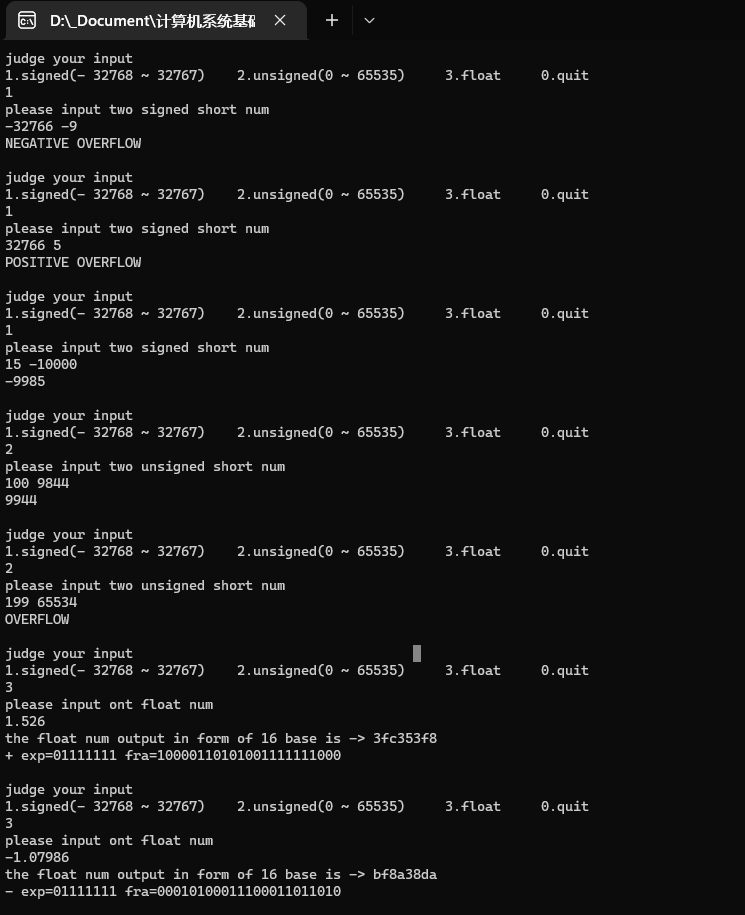 D:\_Document\计算机系统基础
judge your input
1.signed(- 32768 ~ 32767)    2.unsigned(0 ~ 65535)     3.float     0.quit
1
please input two signed short num
-32766 -9
NEGATIVE OVERFLOW
judge your input
1.signed(- 32768 ~ 32767)    2.unsigned(0 ~ 65535)     3.float     0.quit
1
please input two signed short num
32766 5
POSITIVE OVERFLOW
judge your input
1.signed(- 32768 ~ 32767)    2.unsigned(0 ~ 65535)     3.float     0.quit
1
please input two signed short num
15 -10000
-9985
judge your input
1.signed(- 32768 ~ 32767)    2.unsigned(0 ~ 65535)     3.float     0.quit
2
please input two unsigned short num
100 9844
9944
judge your input
1.signed(- 32768 ~ 32767)    2.unsigned(0 ~ 65535)     3.float     0.quit
2
please input two unsigned short num
199 65534
OVERFLOW
judge your input
1.signed(- 32768 ~ 32767)    2.unsigned(0 ~ 65535)     3.float     0.quit
3
please input ont float num
1.526
the float num output in form of 16 base is -> 3fc353f8
+ exp=01111111 fra=10000110101001111111000
judge your input
1.signed(- 32768 ~ 32767)    2.unsigned(0 ~ 65535)     3.float     0.quit
3
please input ont float num
-1.07986
the float num output in form of 16 base is -> bf8a38da
- exp=01111111 fra=00010100011100011011010